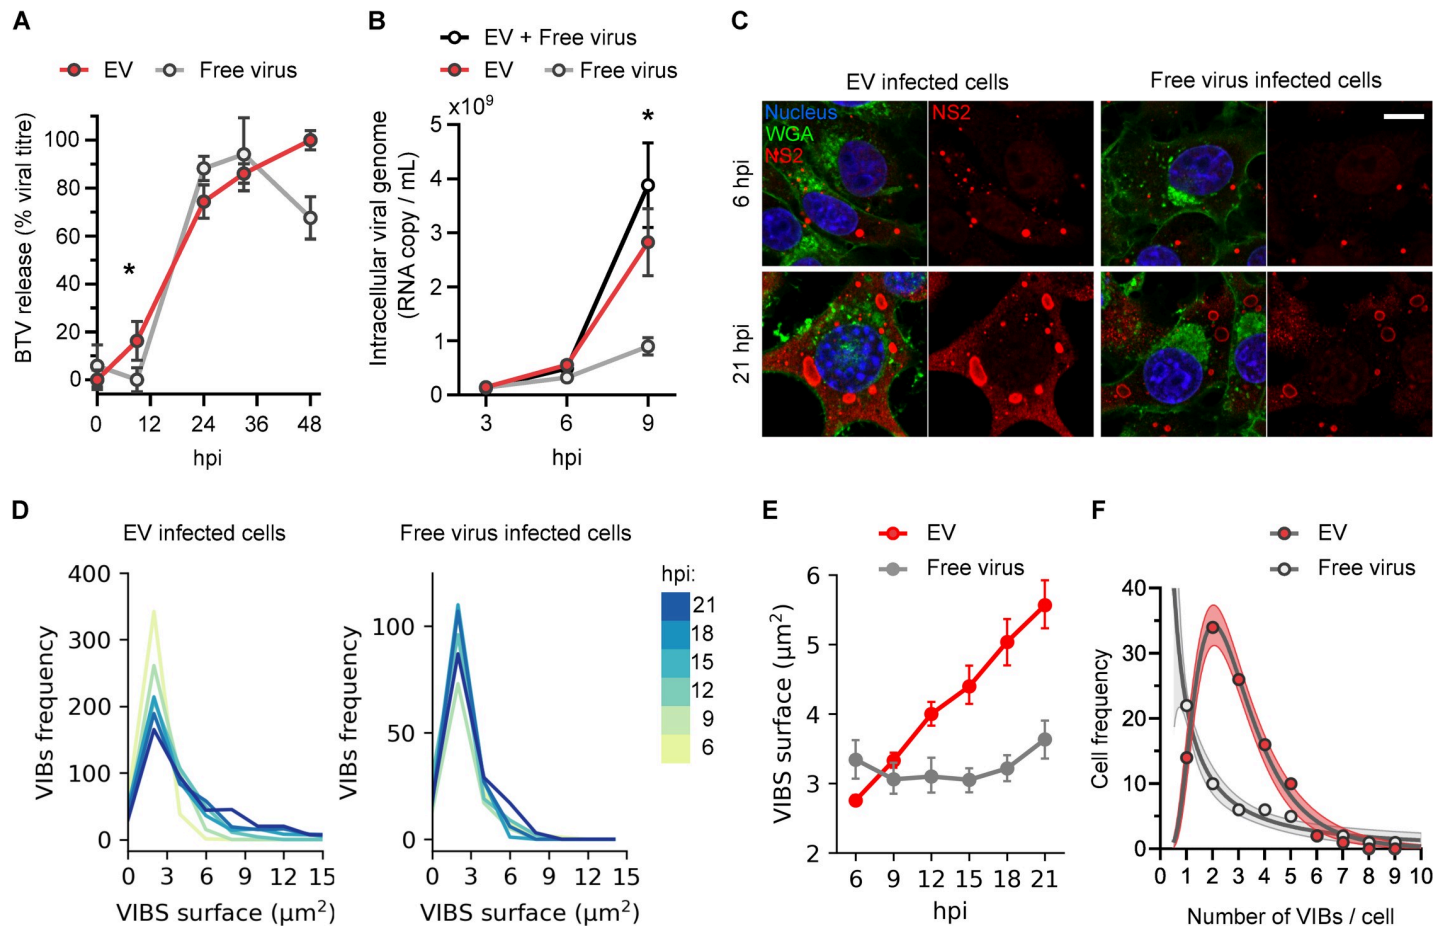 A
EV
Free virus
BTV release (% viral titre)
100
80
60
40
20
0
0
12
24
36
48
hpi
*
B
EV + Free virus
EV
Free virus
x10⁹
Intracellular viral genome
(RNA copy / mL)
5
4
3
2
1
0
3
6
9
hpi
*
C
EV infected cells
Free virus infected cells
Nucleus
WGA
NS2
NS2
6 hpi
21 hpi
D
EV infected cells
Free virus infected cells
VIBs frequency
400
300
200
100
0
0
3
6
9
12
15
VIBS surface (µm²)
VIBs frequency
100
50
0
0
3
6
9
12
15
VIBS surface (µm²)
hpi:
21
18
15
12
9
6
E
EV
Free virus
VIBS surface (µm²)
6
5
4
3
2
6
9
12
15
18
21
hpi
F
EV
Free virus
Cell frequency
40
30
20
10
0
0
1
2
3
4
5
6
7
8
9
10
Number of VIBs / cell